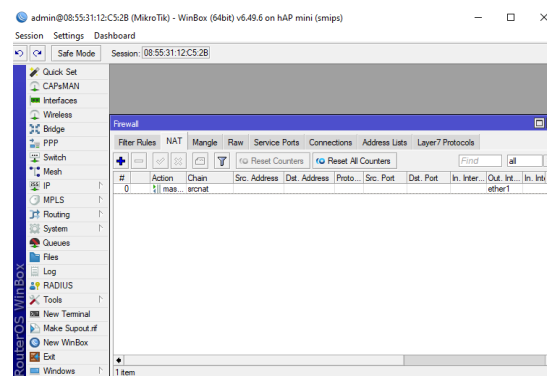 admin@08:55:31:12:C5:2B (MikroTik) - WinBox (64bit) v6.49.6 on hAP mini (smips)
Session Settings Dashboard
Safe Mode Session: 08:55:31:12:C5:2B
Quick Set
CAPsMAN
Interfaces
Wireless
Bridge
PPP
Switch
Mesh
IP
MPLS
Routing
System
Queues
Files
Log
RADIUS
Tools
New Terminal
Make Supout.rif
New WinBox
Exit
Windows
RouterOS WinBox
Firewall
Filter Rules NAT Mangle Raw Service Ports Connections Address Lists Layer7 Protocols
Reset Counters Reset All Counters Find all
# Action Chain Src. Address Dst. Address Proto... Src. Port Dst. Port In. Inter... Out. Int... In. Inte
0 mas... srcnat ether1
1 item